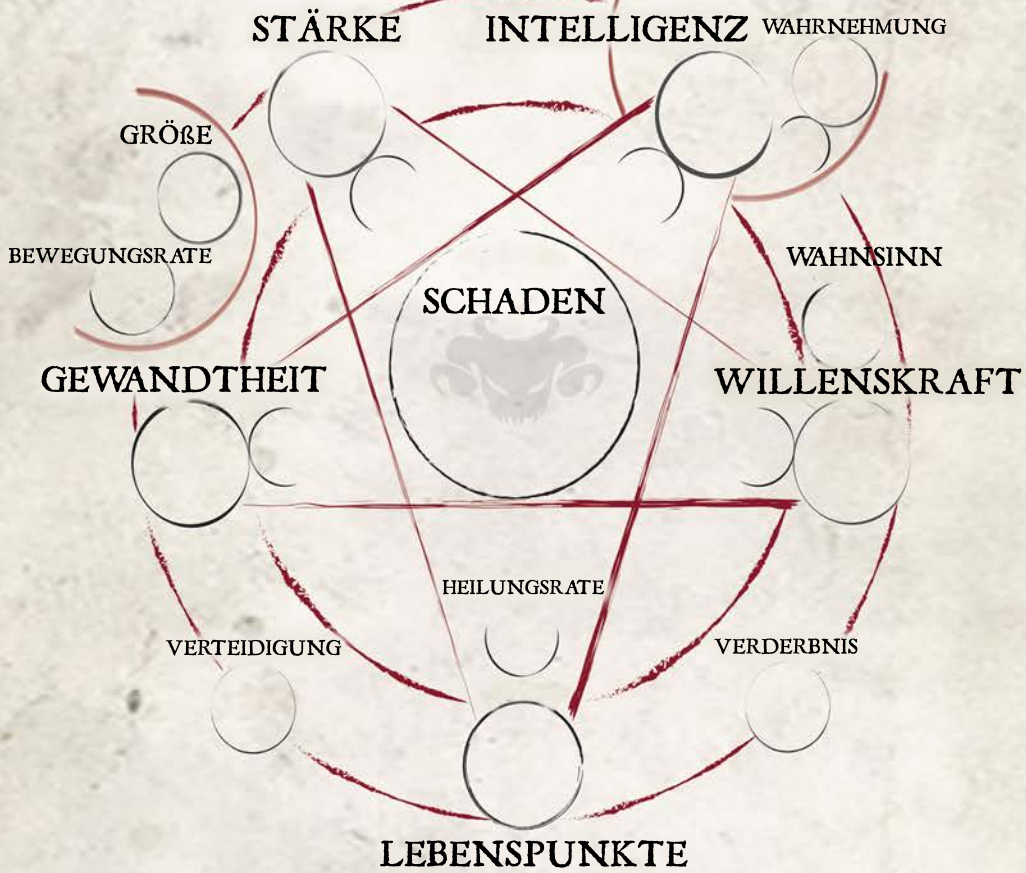 STÄRKE
INTELLIGENZ
WAHRNEHMUNG
GRÖßE
BEWEGUNGSRATE
WAHNSINN
SCHADEN
GEWANDTHEIT
WILLENSKRAFT
HEILUNGSRATE
VERTEIDIGUNG
VERDERBNIS
LEBENSPUNKTE